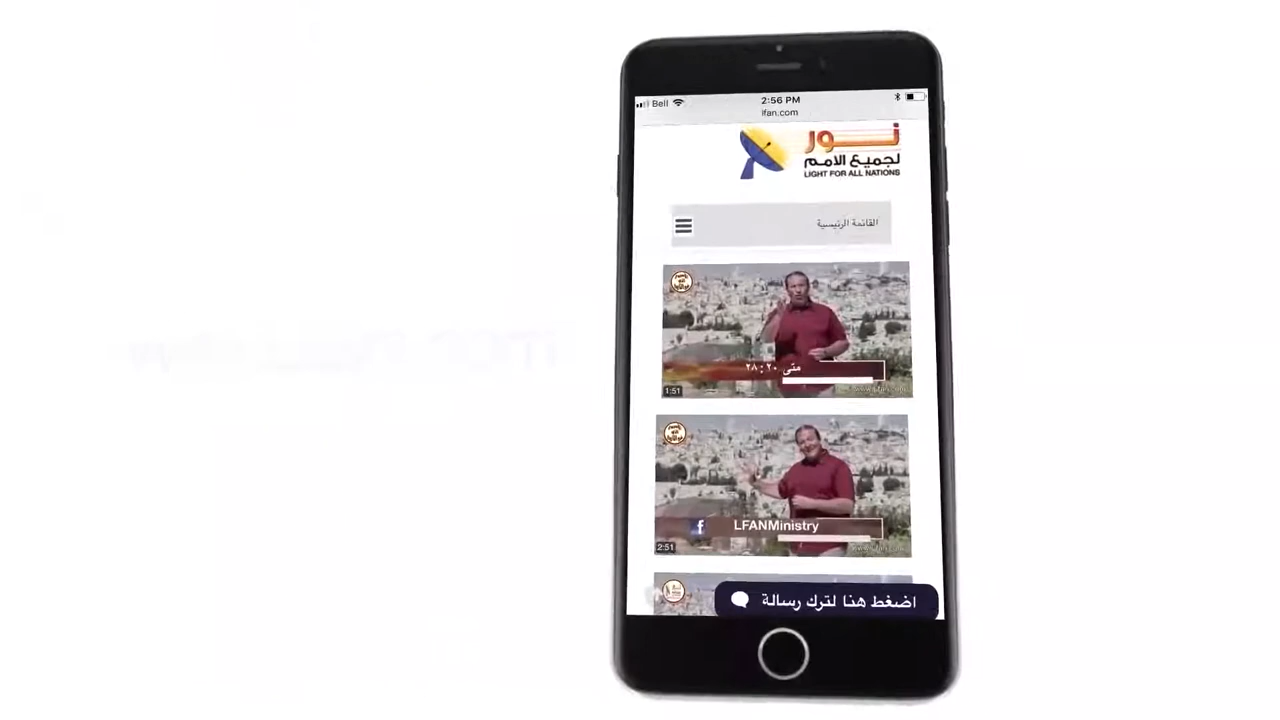 Bell
2:56 PM
lfan.com
نور
لجميع الامم
LIGHT FOR ALL NATIONS
القائمة الرئيسية
متى ٢٠ : ٢٨
1:51
LFANMinistry
2:51
اضغط هنا لترك رسالة